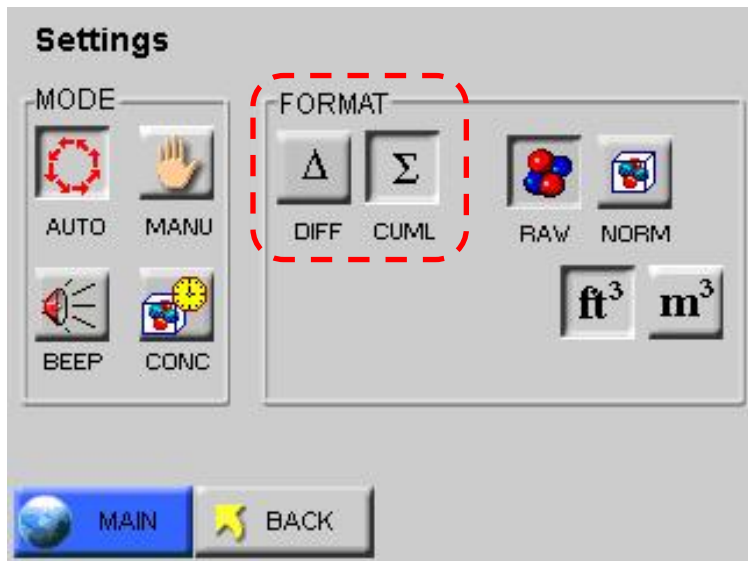 Settings
MODE
AUTO MANU
BEEP CONC
FORMAT
Δ Σ
DIFF CUML
RAW NORM
ft³ m³
MAIN BACK